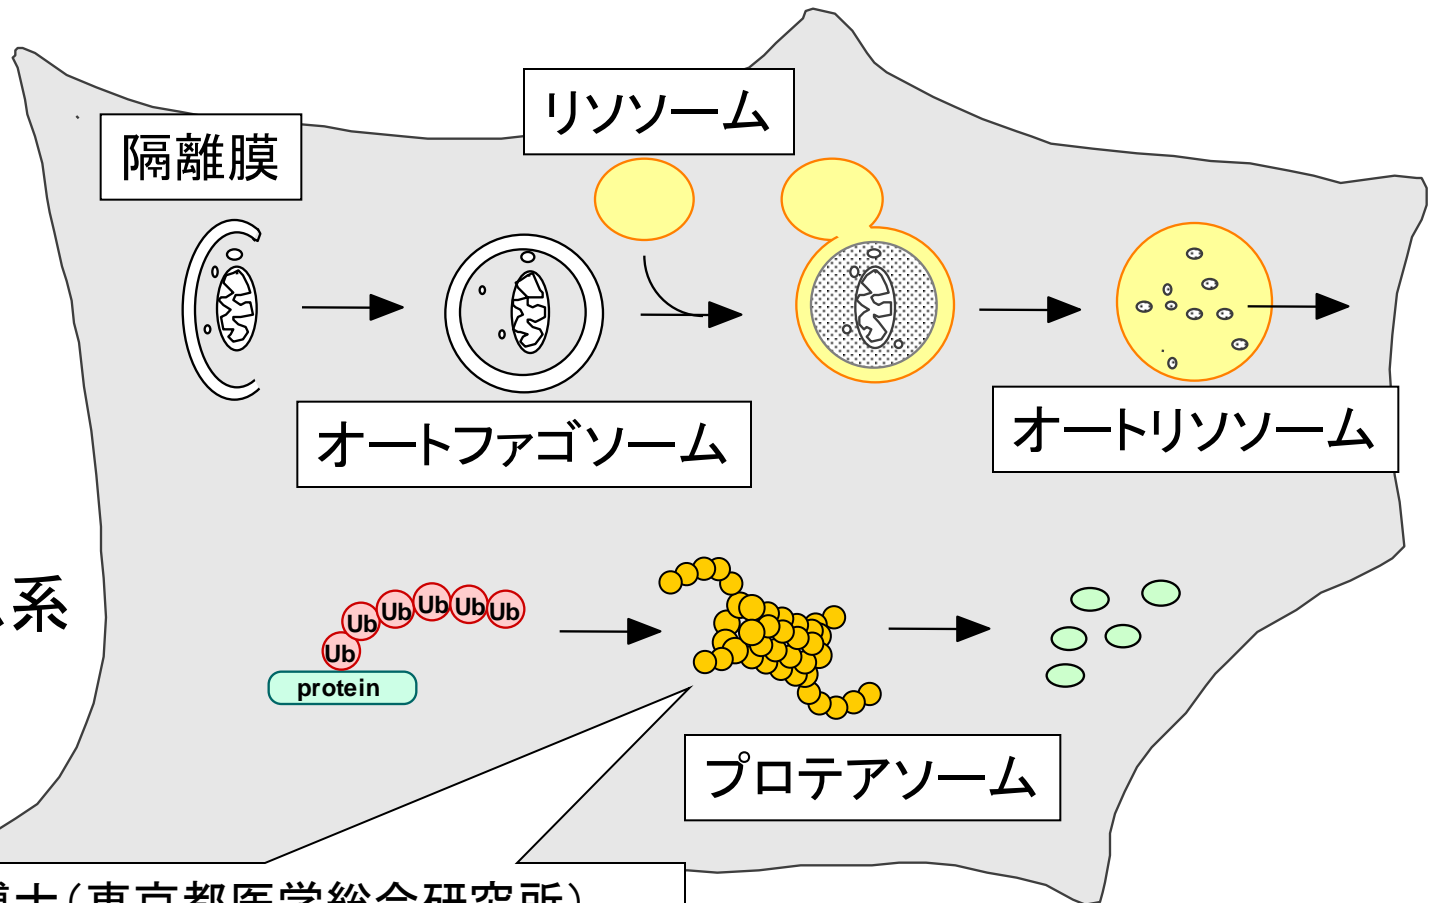 リソソーム
隔離膜
オートファゴソーム
オートリソソーム
系
Ub Ub Ub Ub Ub Ub
protein
プロテアソーム
博士(東京都医学総合研究所)